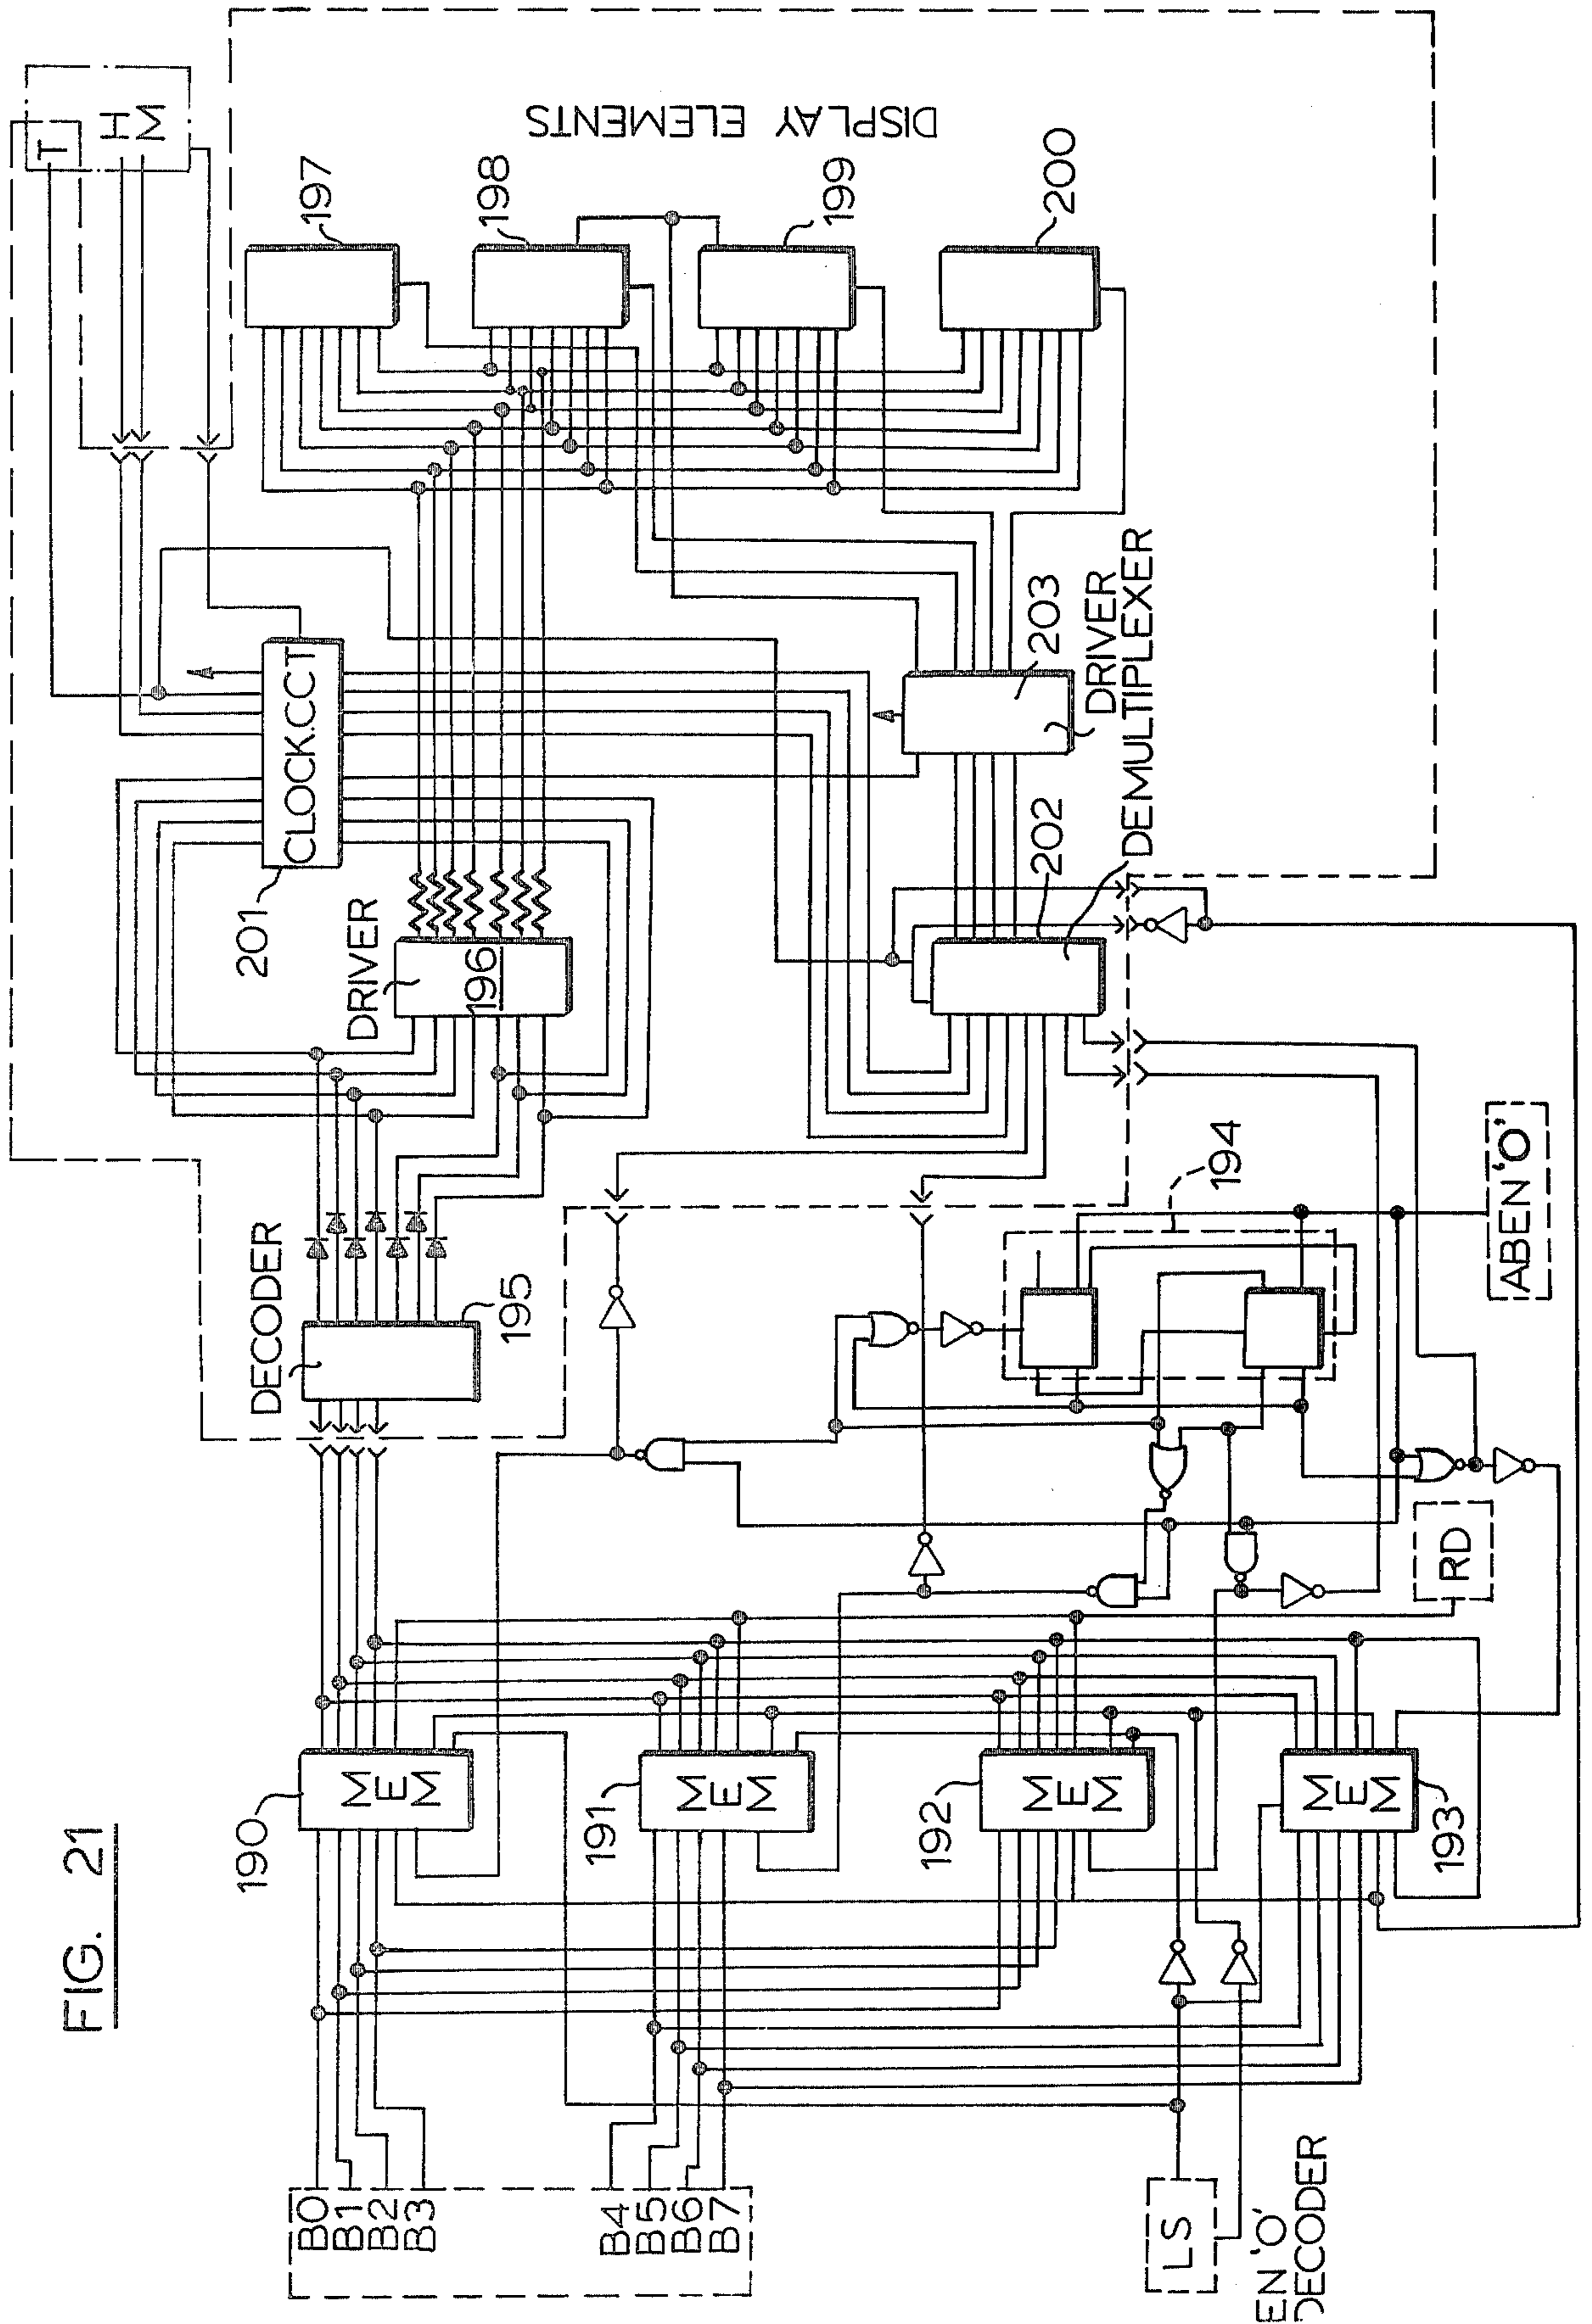 FIG. 21
B0
B1
B2
B3
B4
B5
B6
B7
LS
EN 'O'
DECODER
190
MEM
191
MEM
192
MEM
193
MEM
RD
ABEN 'O'
194
DECODER
195
DRIVER
196
201
CLOCK.CCT
202
DEMULTIPLEXER
203
DRIVER
197
198
199
200
DISPLAY ELEMENTS
T
H
M